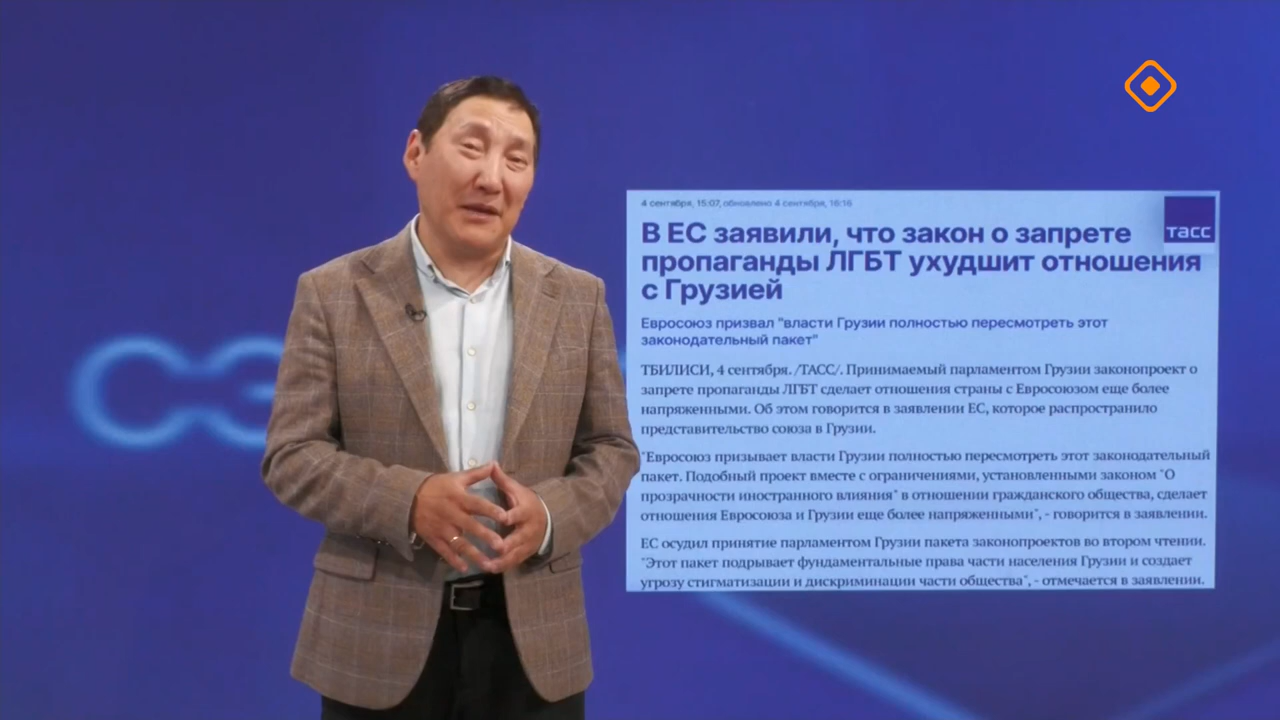 4 сентября, 15:07, обновлено 4 сентября, 16:16
ТАСС
В ЕС заявили, что закон о запрете
пропаганды ЛГБТ ухудшит отношения
с Грузией
Евросоюз призвал "власти Грузии полностью пересмотреть этот
законодательный пакет"
ТБИЛИСИ, 4 сентября. /ТАСС/. Принимаемый парламентом Грузии законопроект о
запрете пропаганды ЛГБТ сделает отношения страны с Евросоюзом еще более
напряженными. Об этом говорится в заявлении ЕС, которое распространило
представительство союза в Грузии.
"Евросоюз призывает власти Грузии полностью пересмотреть этот законодательный
пакет. Подобный проект вместе с ограничениями, установленными законом "О
прозрачности иностранного влияния" в отношении гражданского общества, сделает
отношения Евросоюза и Грузии еще более напряженными", - говорится в заявлении.
ЕС осудил принятие парламентом Грузии пакета законопроектов во втором чтении.
"Этот пакет подрывает фундаментальные права части населения Грузии и создает
угрозу стигматизации и дискриминации части общества", - отмечается в заявлении.